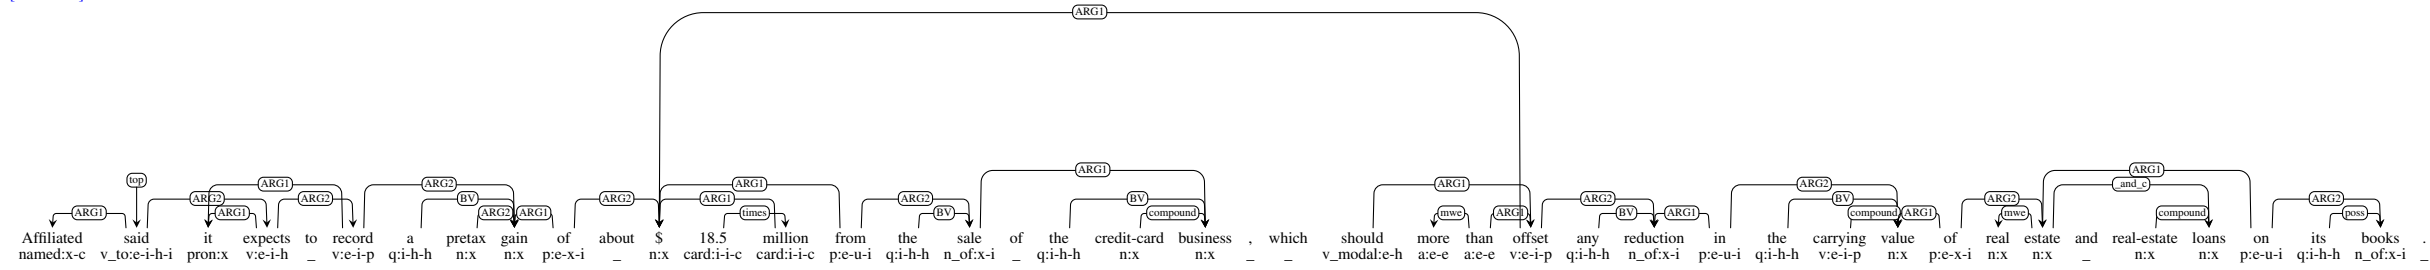 ARG1
ARG1 ARG1
top ARG1 ARG2 ARG1 ARG1 ARG2 _and_c
ARG2 ARG2 ARG2 ARG1 ARG2 BV ARG2 BV ARG2 ARG2
BV
ARG1 ARG1 ARG2 ARG1 times BV compound mwe ARG1 BV ARG1 compound ARG1 mwe compound poss
Affiliated said it expects to record a pretax gain of about $ 18.5 million from the sale of the credit-card business , which should more than offset any reduction in the carrying value of real estate and real-estate loans on its books .
named:x-c v_to:e-i-h-i pron:x v:e-i-h _ v:e-i-p q:i-h-h n:x n:x p:e-x-i _ n:x card:i-i-c card:i-i-c p:e-u-i q:i-h-h n_of:x-i _ q:i-h-h n:x n:x _ _ v_modal:e-h a:e-e a:e-e v:e-i-p q:i-h-h n_of:x-i p:e-u-i q:i-h-h v:e-i-p n:x p:e-x-i n:x n:x _ n:x n:x p:e-u-i q:i-h-h n_of:x-i _